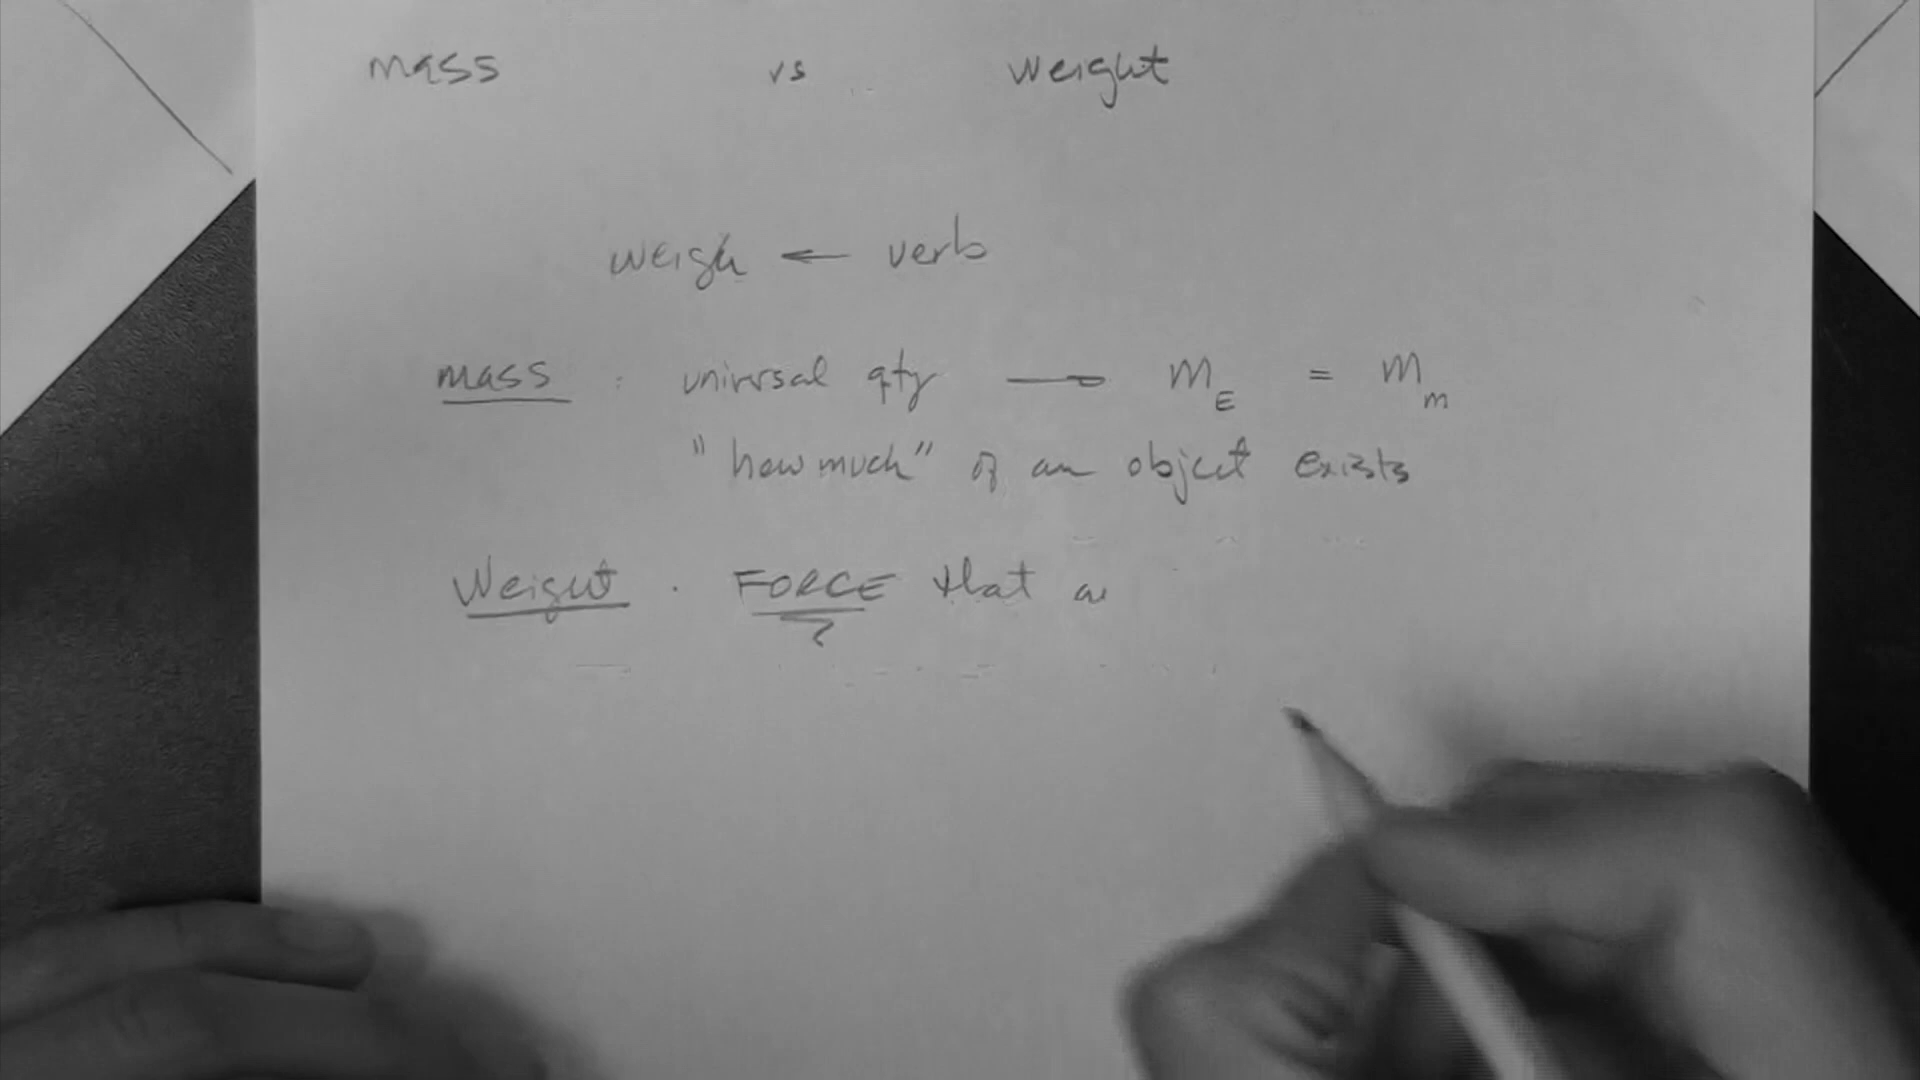 mass vs weight
weigh ← verb
mass : universal qty — M_E = M_m
"how much" of an object exists
Weight . FORCE that a